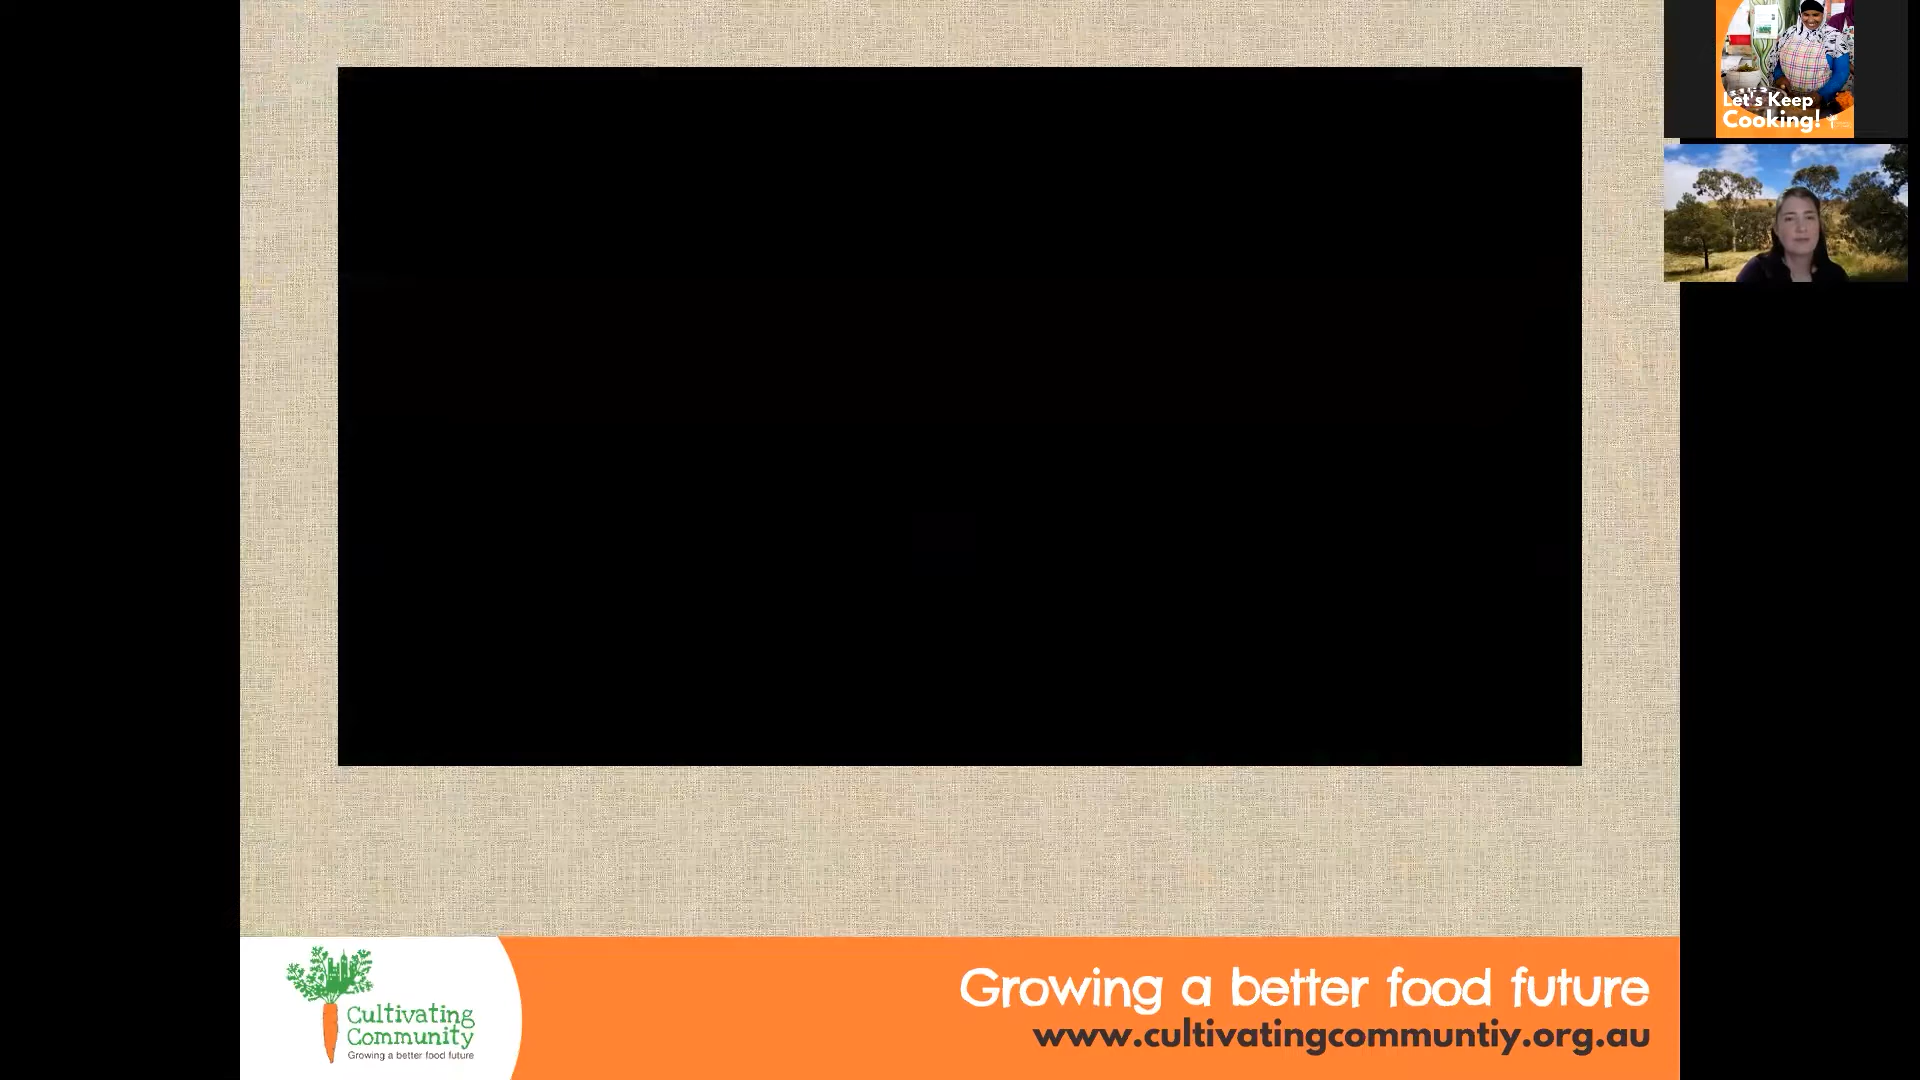 Let's Keep
Cooking!
Cultivating
Community
Growing a better food future
Growing a better food future
www.cultivatingcommuntiy.org.au